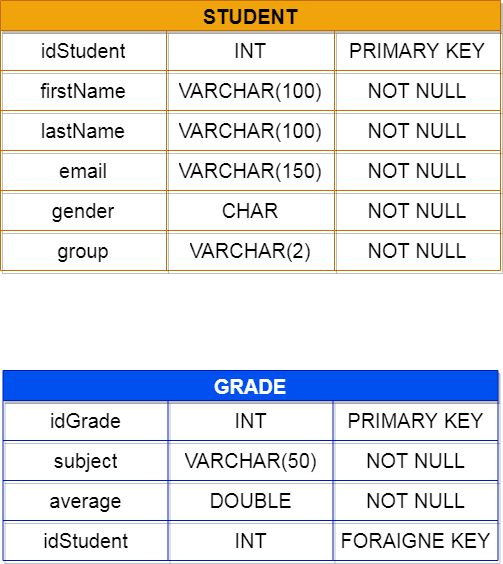 STUDENT
idStudent INT PRIMARY KEY
firstName VARCHAR(100) NOT NULL
lastName VARCHAR(100) NOT NULL
email VARCHAR(150) NOT NULL
gender CHAR NOT NULL
group VARCHAR(2) NOT NULL
GRADE
idGrade INT PRIMARY KEY
subject VARCHAR(50) NOT NULL
average DOUBLE NOT NULL
idStudent INT FORAIGNE KEY